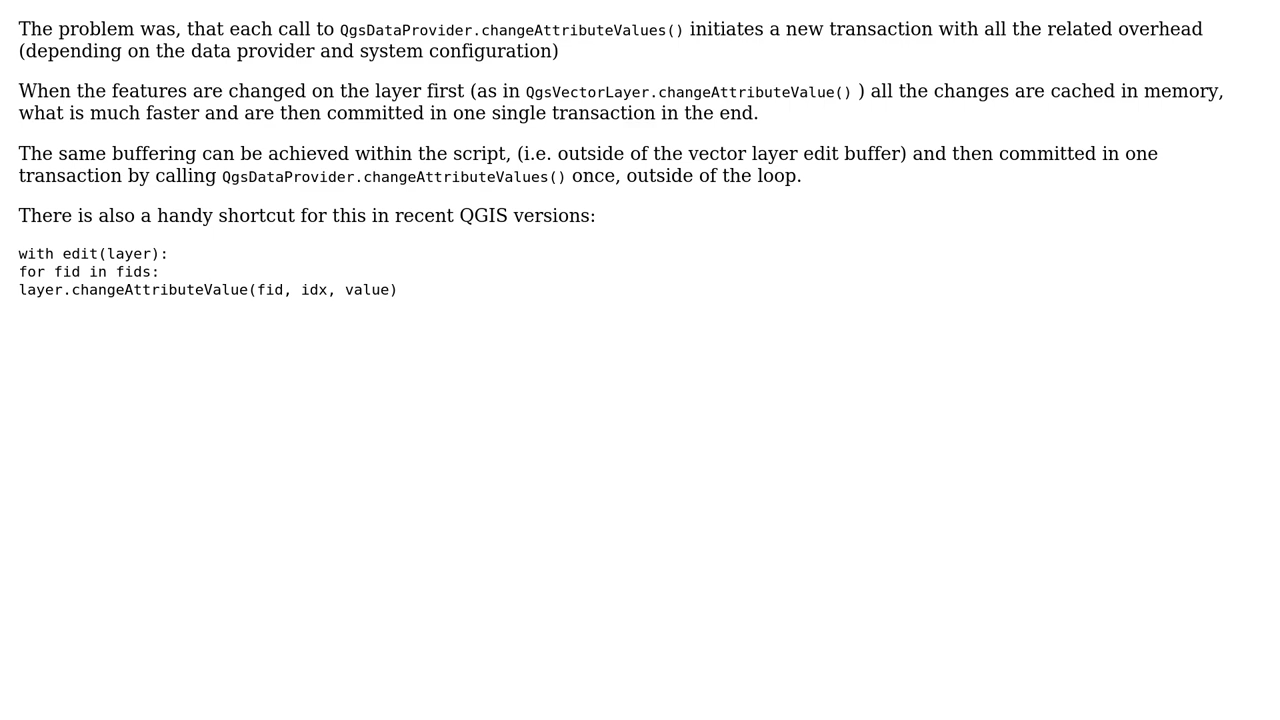 The problem was, that each call to QgsDataProvider.changeAttributeValues() initiates a new transaction with all the related overhead
(depending on the data provider and system configuration)
When the features are changed on the layer first (as in QgsVectorLayer.changeAttributeValue() ) all the changes are cached in memory,
what is much faster and are then committed in one single transaction in the end.
The same buffering can be achieved within the script, (i.e. outside of the vector layer edit buffer) and then committed in one
transaction by calling QgsDataProvider.changeAttributeValues() once, outside of the loop.
There is also a handy shortcut for this in recent QGIS versions:
with edit(layer):
for fid in fids:
layer.changeAttributeValue(fid, idx, value)